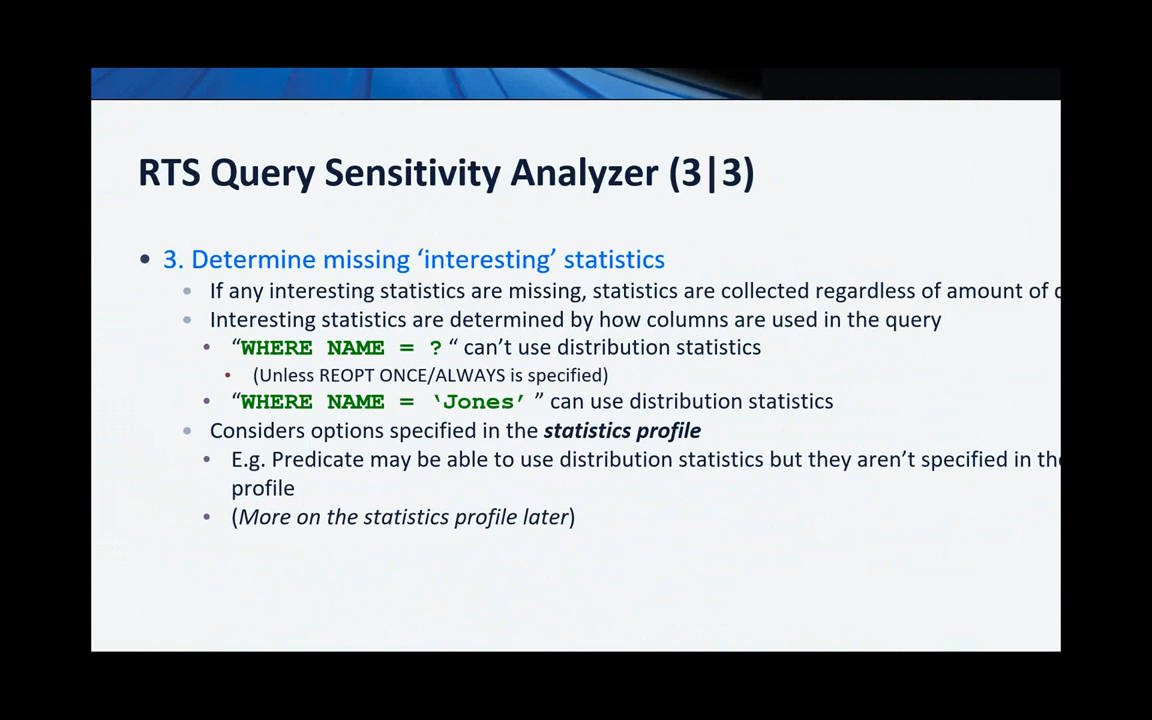 RTS Query Sensitivity Analyzer (3|3)
• 3. Determine missing ‘interesting’ statistics
• If any interesting statistics are missing, statistics are collected regardless of amount of
• Interesting statistics are determined by how columns are used in the query
• “WHERE NAME = ? “ can’t use distribution statistics
• (Unless REOPT ONCE/ALWAYS is specified)
• “WHERE NAME = ‘Jones’ ” can use distribution statistics
• Considers options specified in the statistics profile
• E.g. Predicate may be able to use distribution statistics but they aren’t specified in the
profile
• (More on the statistics profile later)